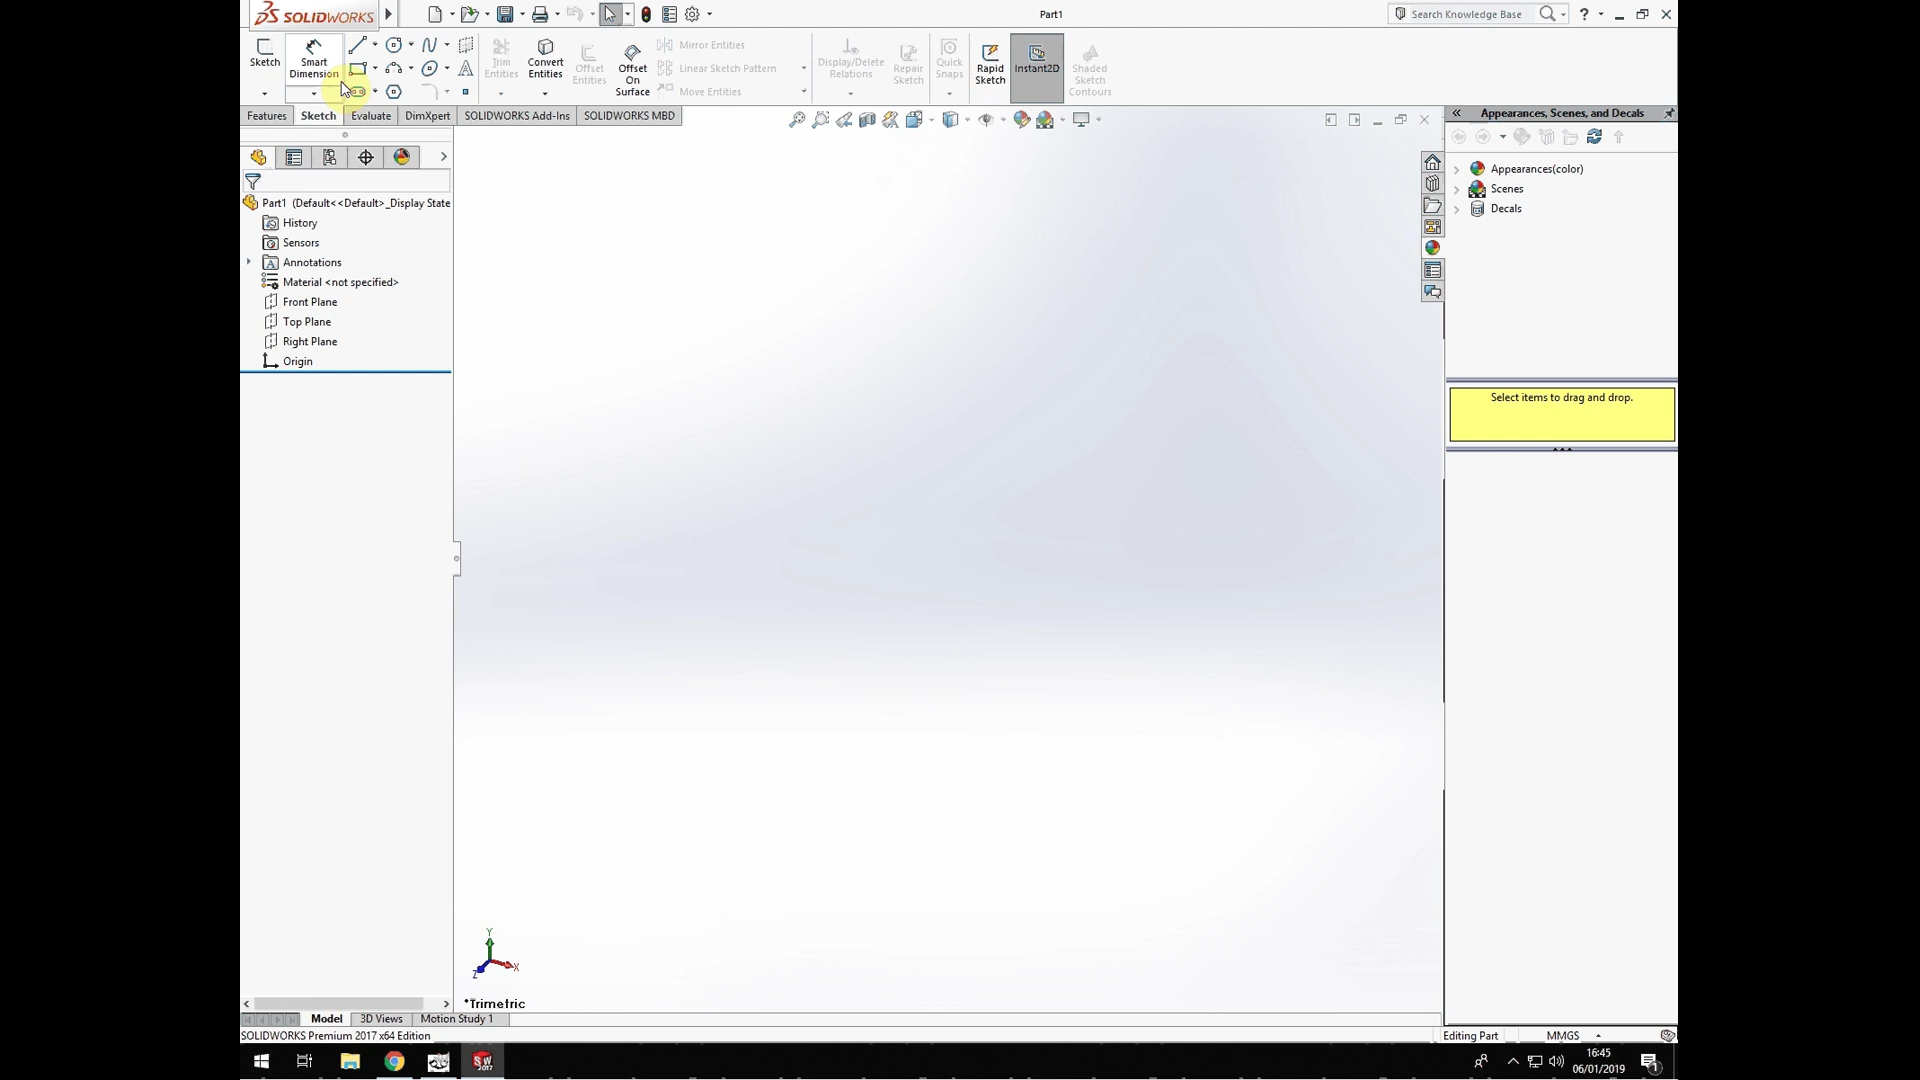 SOLIDWORKS
Part1
Search Knowledge Base
?
Sketch
Smart Dimension
Trim Entities
Convert Entities
Offset Entities
Offset On Surface
Mirror Entities
Linear Sketch Pattern
Move Entities
Display/Delete Relations
Repair Sketch
Quick Snaps
Rapid Sketch
Instant2D
Shaded Sketch Contours
Features
Sketch
Evaluate
DimXpert
SOLIDWORKS Add-Ins
SOLIDWORKS MBD
Appearances, Scenes, and Decals
Appearances(color)
Scenes
Decals
Select items to drag and drop.
Part1 (Default<<Default>_Display State
History
Sensors
Annotations
Material <not specified>
Front Plane
Top Plane
Right Plane
Origin
Y
Z
X
*Trimetric
Model
3D Views
Motion Study 1
SOLIDWORKS Premium 2017 x64 Edition
Editing Part
MMGS
16:45
06/01/2019